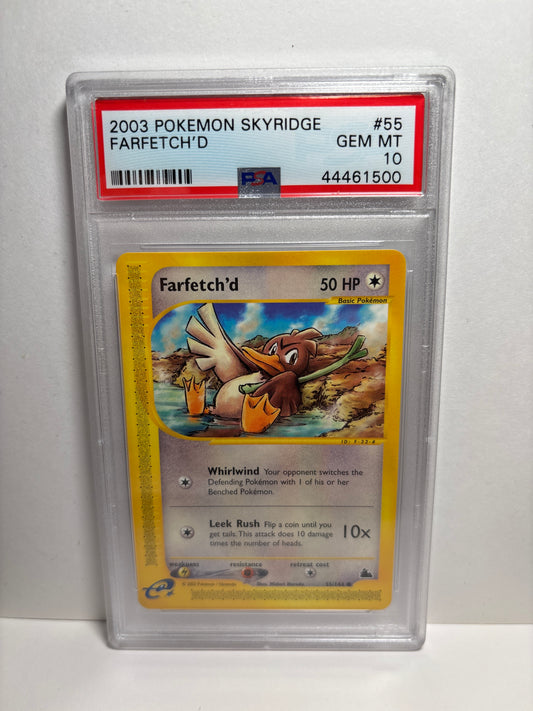 2003 POKEMON SKYRIDGE #55
FARFETCH'D GEM MT
10
PSA 44461500
Farfetch'd 50 HP
Basic Pokémon
Whirlwind Your opponent switches the
Defending Pokémon with 1 of his or her
Benched Pokémon.
Leek Rush Flip a coin until you
get tails. This attack does 10 damage
times the number of heads.
10x
weakness resistance retreat cost
55/144
e